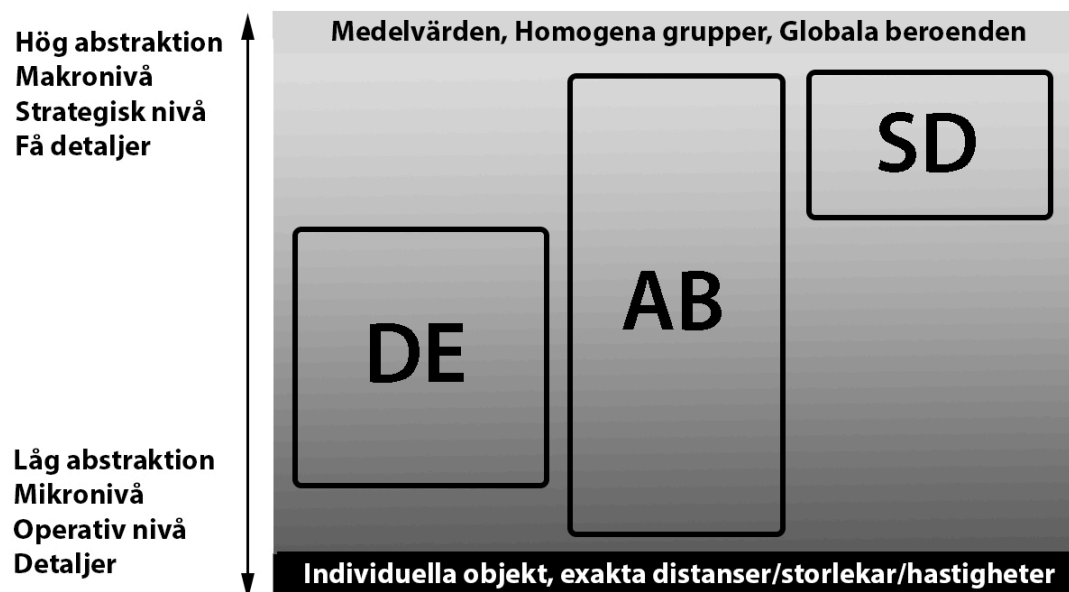 Hög abstraktion
Makronivå
Strategisk nivå
Få detaljer
Låg abstraktion
Mikronivå
Operativ nivå
Detaljer
Medelvärden, Homogena grupper, Globala beroenden
DE
AB
SD
Individuella objekt, exakta distanser/storlekar/hastigheter